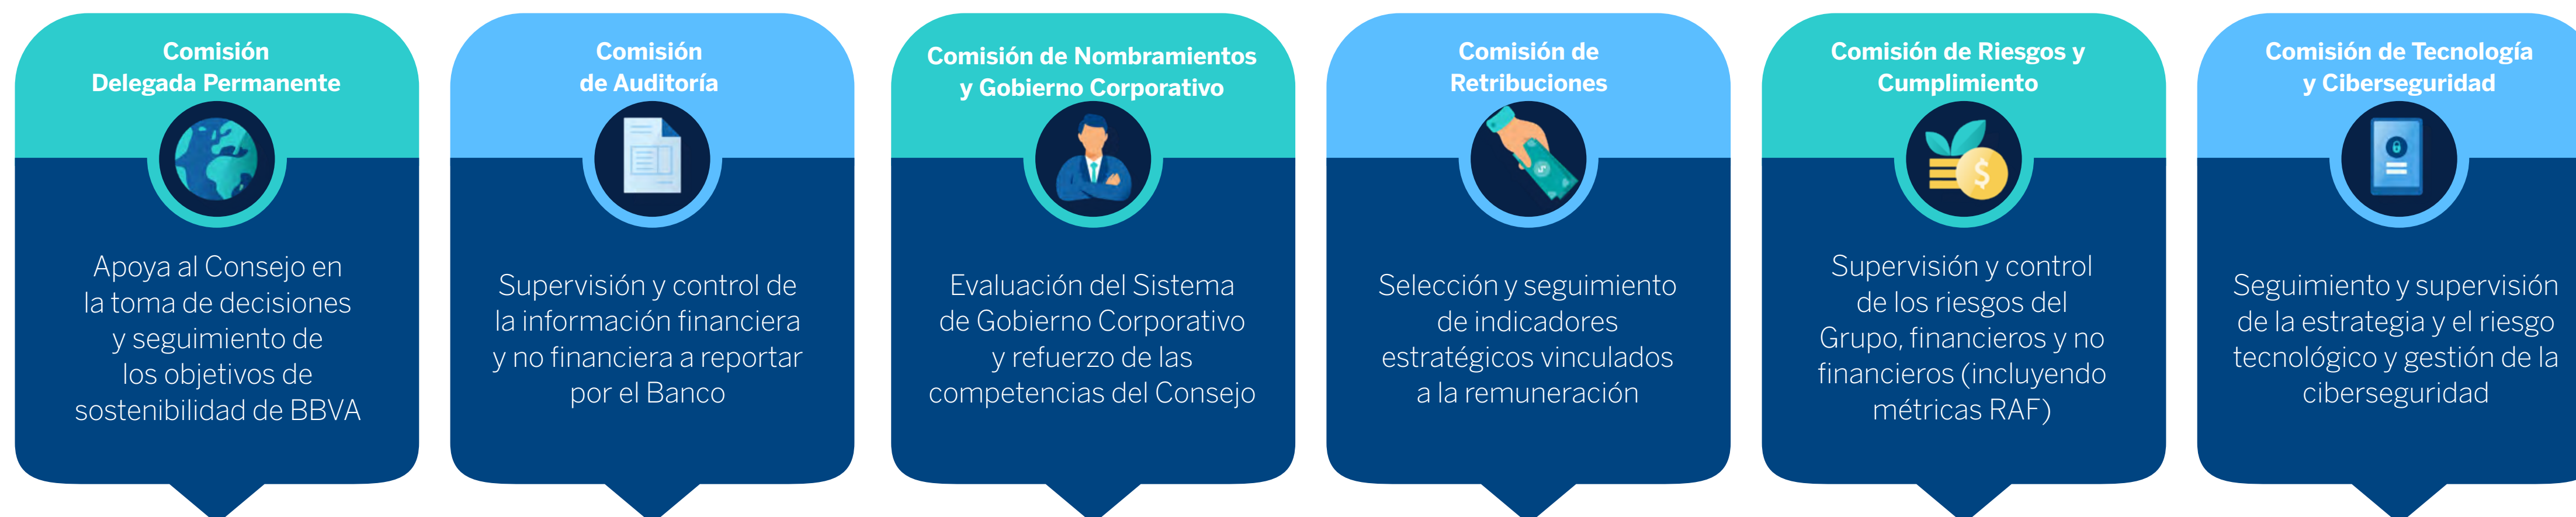 Comisión
Delegada Permanente
Apoya al Consejo en
la toma de decisiones
y seguimiento de
los objetivos de
sostenibilidad de BBVA
Comisión
de Auditoría
Supervisión y control de
la información financiera
y no financiera a reportar
por el Banco
Comisión de Nombramientos
y Gobierno Corporativo
Evaluación del Sistema
de Gobierno Corporativo
y refuerzo de las
competencias del Consejo
Comisión de
Retribuciones
Selección y seguimiento
de indicadores
estratégicos vinculados
a la remuneración
Comisión de Riesgos y
Cumplimiento
$
Supervisión y control
de los riesgos del
Grupo, financieros y no
financieros (incluyendo
métricas RAF)
Comisión de Tecnología
y Ciberseguridad
Seguimiento y supervisión
de la estrategia y el riesgo
tecnológico y gestión de la
ciberseguridad